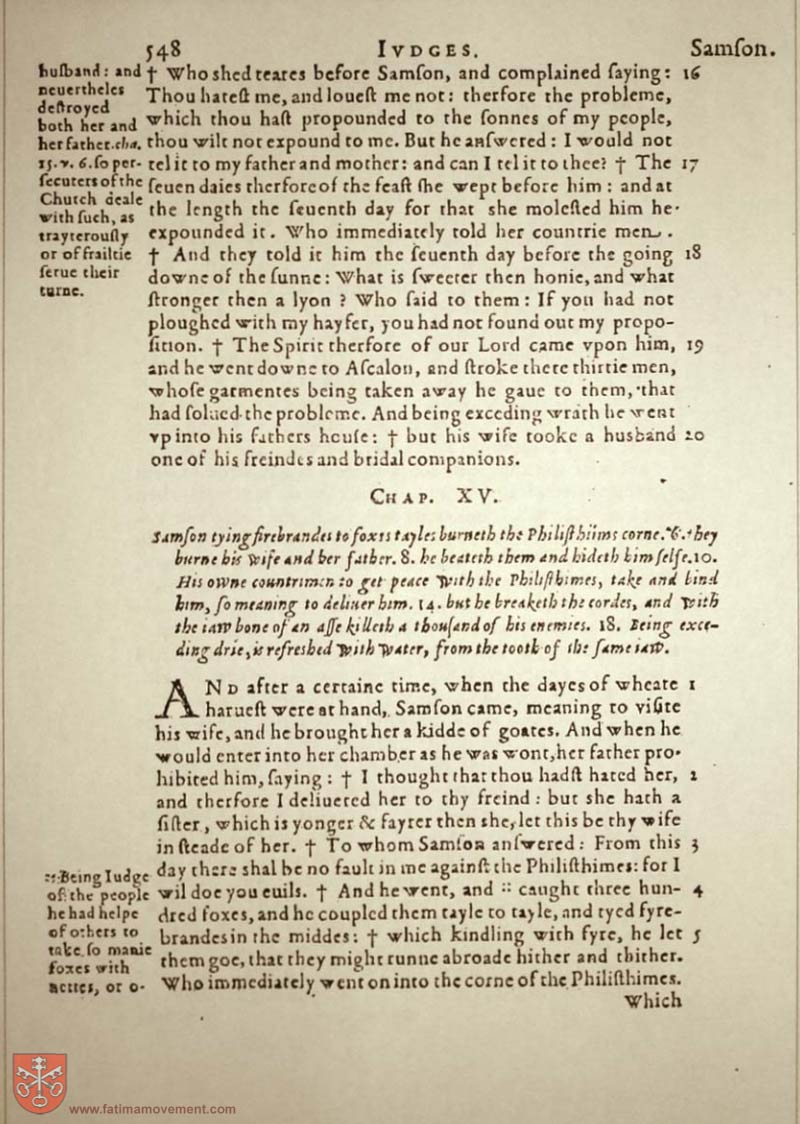 548 IVDGES. Samſon.
huſband: and
neuertheles
deſtroyed
both her and
her father. cha.
15. v. 6. ſo per-
ſecuters of the
Church deale
with ſuch, as
trayterouſly
or of frailtie
ſerue their
turne.
† Who shed teares before Samſon, and complained ſaying: 16
Thou hateſt me, and loueſt me not: therfore the probleme,
which thou haſt propounded to the ſonnes of my people,
thou wilt not expound to me. But he anſwered: I would not
tel it to my father and mother: and can I tel it to thee? † The 17
ſeuen daies therfore of the feaſt ſhe wept before him: and at
the length the ſeuenth day for that she moleſted him he
expounded it. Who immediately told her countrie men.
† And they told it him the ſeuenth day before the going 18
downe of the ſunne: What is ſweeter then honie, and what
ſtronger then a lyon? Who ſaid to them: If you had not
ploughed with my hayfer, you had not found out my propo-
ſition. † The Spirit therfore of our Lord came vpon him, 19
and he went downe to Aſcalon, and ſtroke there thirtie men,
whoſe garmentes being taken away he gaue to them, that
had ſolued the probleme. And being exceding wrath he went
vp into his fathers houſe: † but his wife tooke a husband 20
one of his freindes and bridal companions.
CHAP. XV.
Samſon tying firebrandes to foxes tayles burneth the Philiſthiims corne. 6. they
burne his wife and her father. 8. he beateth them and hideth him ſelfe. 10.
His owne countrimen to get peace with the Philiſthimes, take and bind
him, ſo meaning to deliuer him. 14. but he breaketh the cordes, and with
the iaw bone of an aſſe killeth a thouſand of his enemies. 18. Being exce-
ding drie, is refreshed with water, from the tooth of the ſame iaw.
AND after a certaine time, when the dayes of wheate 1
harueſt were at hand, Samſon came, meaning to viſite
his wife, and he brought her a kidde of goates. And when he
would enter into her chamber as he was wont, her father pro-
hibited him, ſaying: † I thought that thou hadſt hated her, 2
and therfore I deliuered her to thy freind: but she hath a
ſiſter, which is yonger & fayrer then she, let this be thy wife
in ſteade of her. † To whom Samſon anſwered: From this 3
day there shal be no fault in me againſt the Philiſthimes: for I
wil doe you euils. † And he went, and :: caught three hun- 4
dred foxes, and he coupled them tayle to tayle, and tyed fyre-
brandes in the middes: † which kindling with fyre, he let 5
them goe, that they might runne abroade hither and thither.
Who immediately went on into the corne of the Philiſthimes.
Which
:: Being Iudge
of the people
he had helpe
of others to
take ſo manie
foxes with
nettes, or o-
www.fatimamovement.com